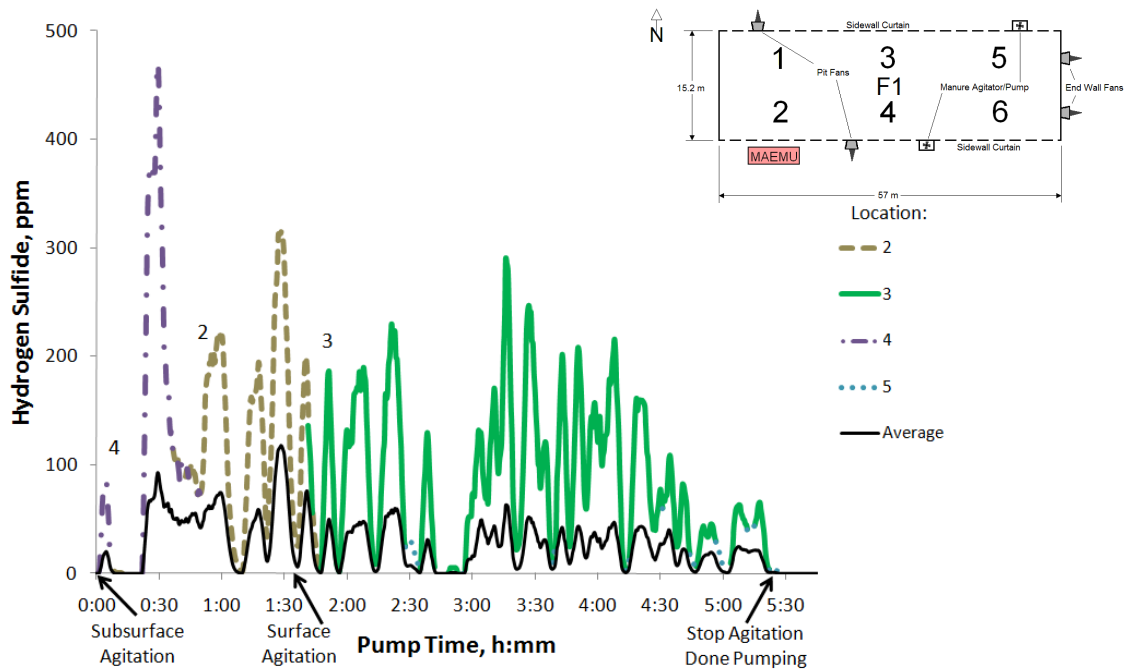 500
400
300
200
100
0
Hydrogen Sulfide, ppm
4
2
3
0:00 0:30 1:00 1:30 2:00 2:30 3:00 3:30 4:00 4:30 5:00 5:30
Pump Time, h:mm
Subsurface
Agitation
Surface
Agitation
Stop Agitation
Done Pumping
N
Sidewall Curtain
1 3 5
Pit Fans
F1
Manure Agitator/Pump
End Wall Fans
15.2 m
2 4 6
MAEMU
Sidewall Curtain
57 m
Location:
2
3
4
5
Average